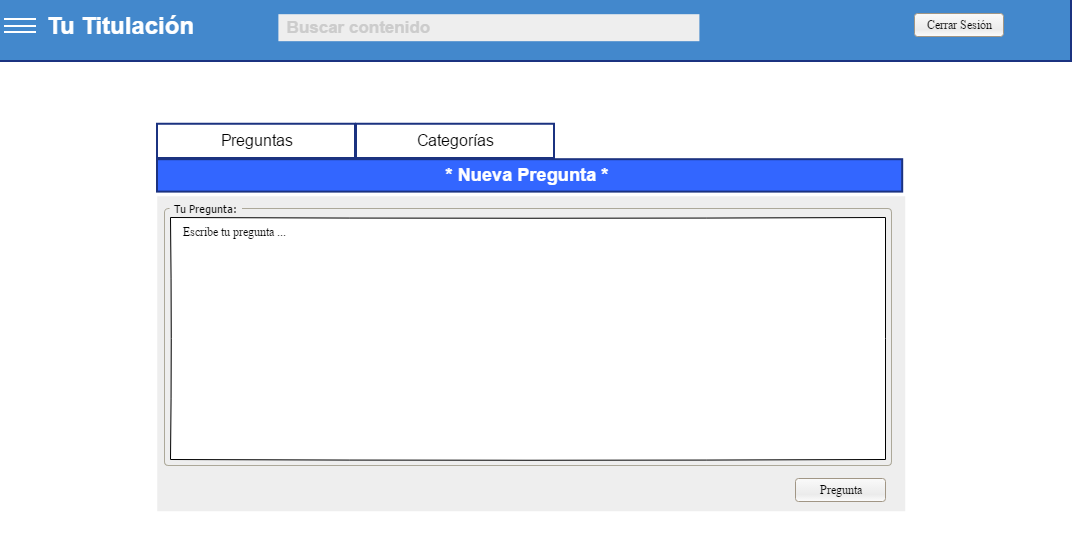 Tu Titulación
Buscar contenido
Cerrar Sesión
Preguntas
Categorías
* Nueva Pregunta *
Tu Pregunta:
Escribe tu pregunta ...
Pregunta